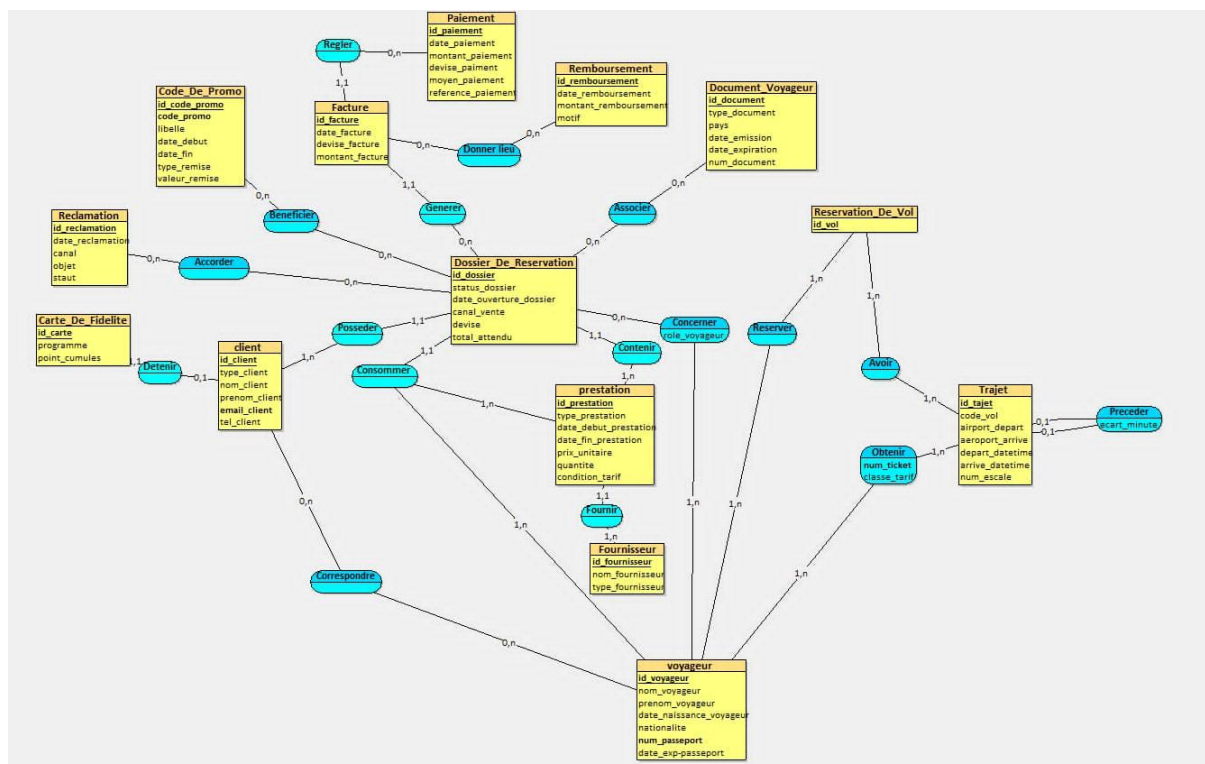 Paiement
id_paiement
date_paiement
montant_paiement
devise_paiment
moyen_paiement
reference_paiement
Regler
0,n
1,1
Remboursement
id_remboursement
date_remboursement
montant_remboursement
motif
Document_Voyageur
id_document
type_document
pays
date_emission
date_expiration
num_document
Code_De_Promo
id_code_promo
code_promo
libelle
date_debut
date_fin
type_remise
valeur_remise
Facture
id_facture
date_facture
devise_facture
montant_facture
0,n
Donner lieu
0,n
0,n
1,1
0,n
Beneficier
0,n
Generer
0,n
Associer
0,n
Reclamation
id_reclamation
date_reclamation
canal
objet
staut
0,n
Accorder
0,n
Reservation_De_Vol
id_vol
1,n
1,n
Dossier_De_Reservation
id_dossier
status_dossier
date_ouverture_dossier
canal_vente
devise
total_attendu
Carte_De_Fidelite
id_carte
programme
point_cumules
1,1
Detenir
0,1
client
id_client
type_client
nom_client
prenom_client
email_client
tel_client
Posseder
1,1
1,n
1,1
Consommer
1,n
0,n
Concerner
role_voyageur
1,1
Contenir
1,n
Reserver
Avoir
1,n
prestation
id_prestation
type_prestation
date_debut_prestation
date_fin_prestation
prix_unitaire
quantite
condition_tarif
Trajet
id_tajet
code_vol
airport_depart
aeroport_arrive
depart_datetime
arrive_datetime
num_escale
0,1
0,1
Preceder
ecart_minute
Obtenir
num_ticket
classe_tarif
1,n
1,1
Fournir
1,n
Fournisseur
id_fournisseur
nom_fournisseur
type_fournisseur
0,n
1,n
1,n
1,n
1,n
Correspondre
0,n
voyageur
id_voyageur
nom_voyageur
prenom_voyageur
date_naissance_voyageur
nationalite
num_passeport
date_exp-passeport